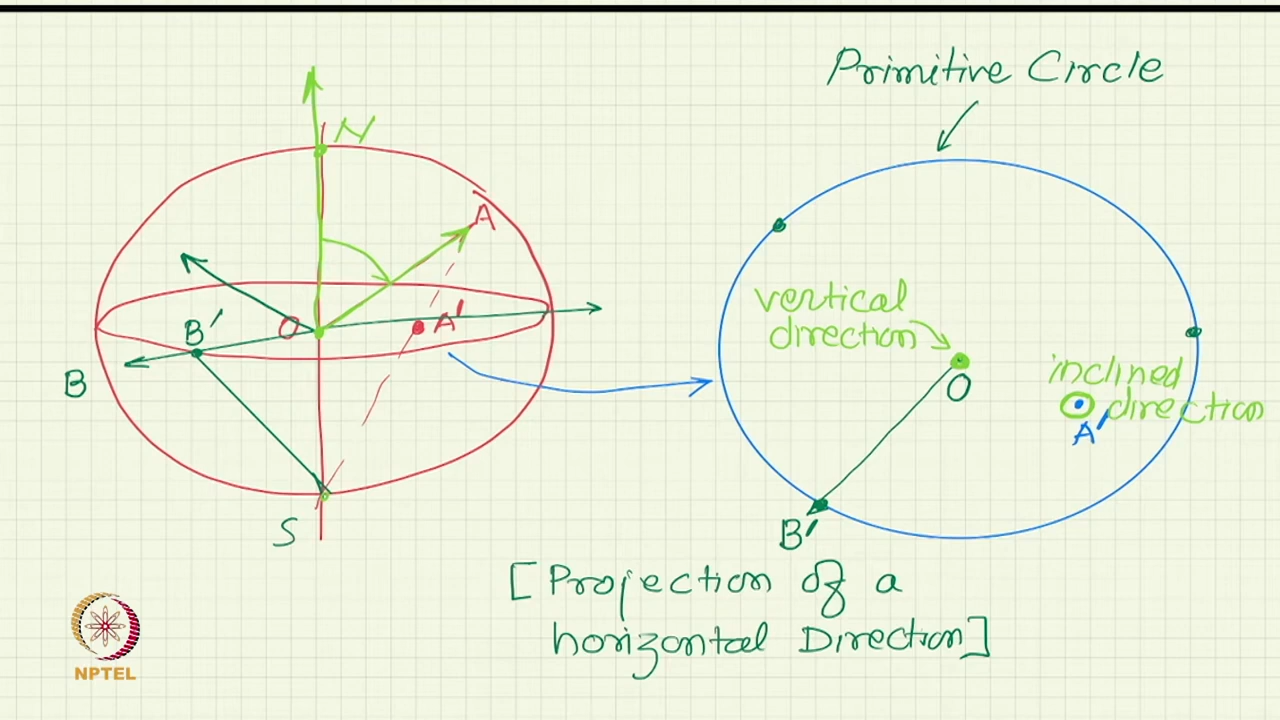 Primitive Circle
N
A
O
A'
B'
B
S
vertical
direction
O
inclined
direction
A'
B'
[Projection of a
horizontal Direction]
NPTEL